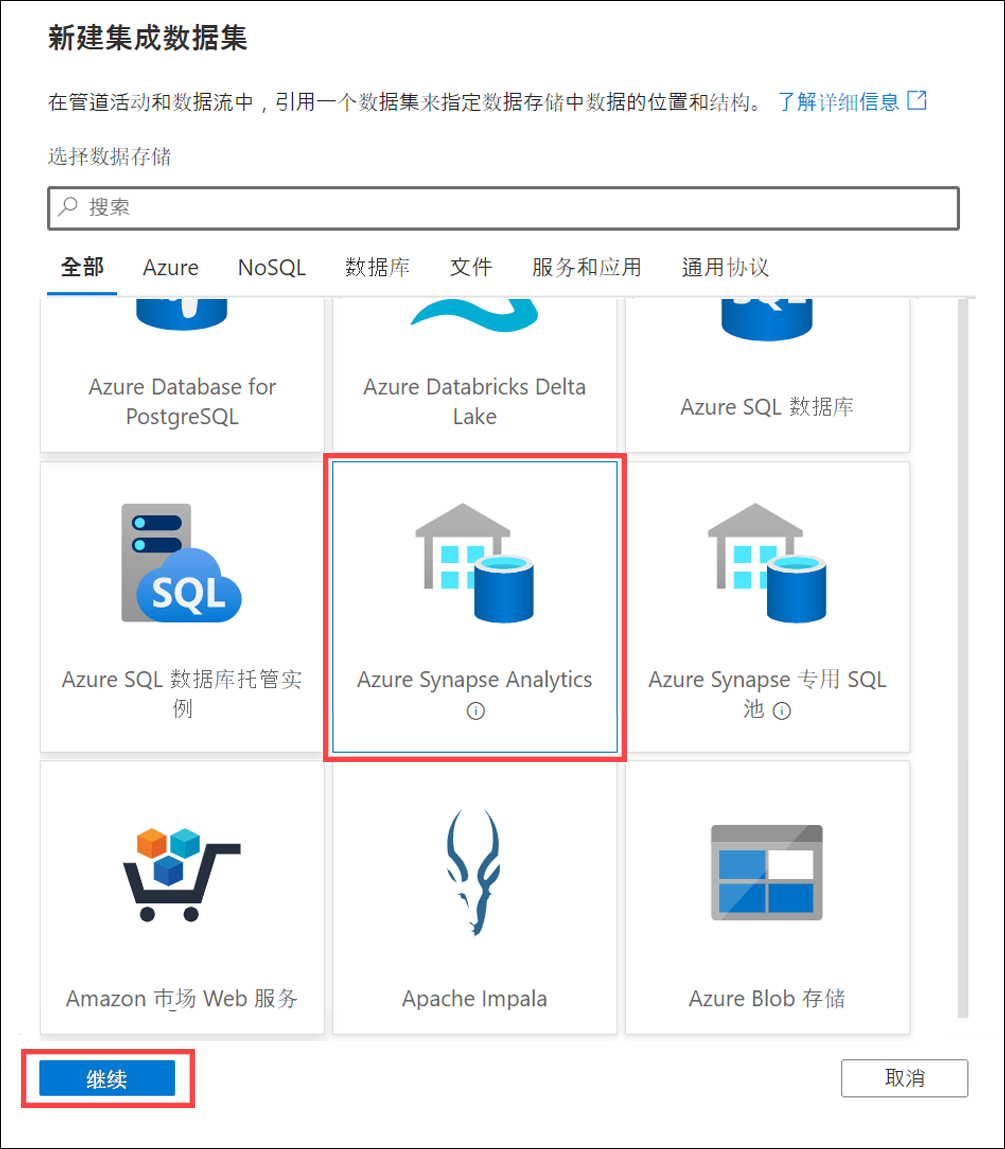 新建集成数据集
在管道活动和数据流中，引用一个数据集来指定数据存储中数据的位置和结构。 了解详细信息
选择数据存储
搜索
全部 Azure NoSQL 数据库 文件 服务和应用 通用协议
Azure Database for
PostgreSQL
Azure Databricks Delta
Lake
SQL
Azure SQL 数据库
SQL
Azure SQL 数据库托管实
例
Azure Synapse Analytics
Azure Synapse 专用 SQL
池
Amazon 市场 Web 服务
Apache Impala
Azure Blob 存储
继续
取消